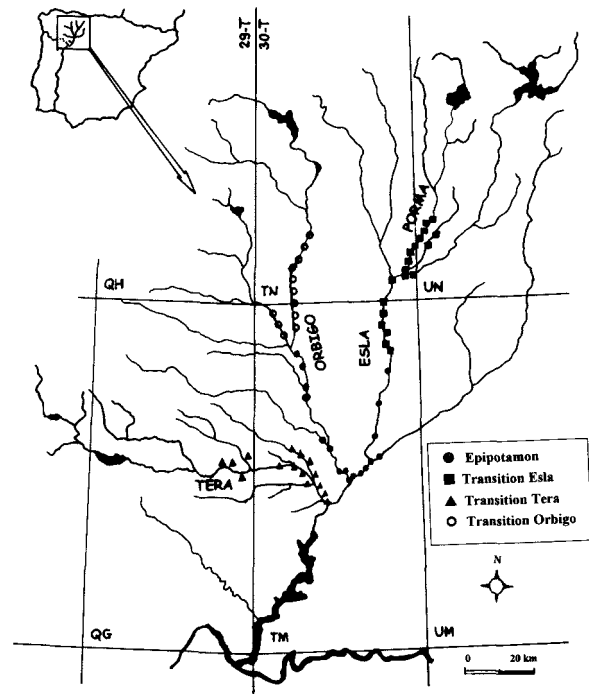 29-T
30-T
PORMA
QH
TN
UN
ORBIGO
ESLA
TERA
● Epipotamon
■ Transition Esla
▲ Transition Tera
○ Transition Orbigo
N
QG
TM
UM
0 20 km